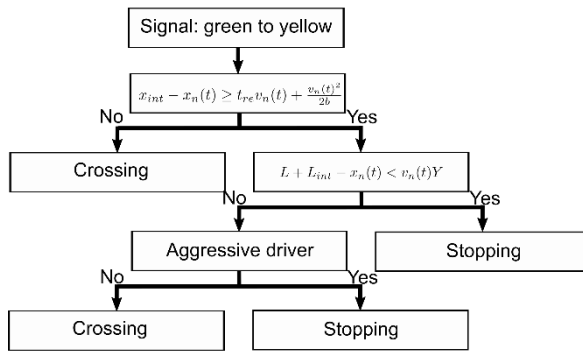 Signal: green to yellow
x_{int} − x_n(t) ≥ t_{re}v_n(t) + \frac{v_n(t)^2}{2b}
No Yes
Crossing
L + L_{int} − x_n(t) < v_n(t)Y
No Yes
Aggressive driver
Stopping
No Yes
Crossing
Stopping